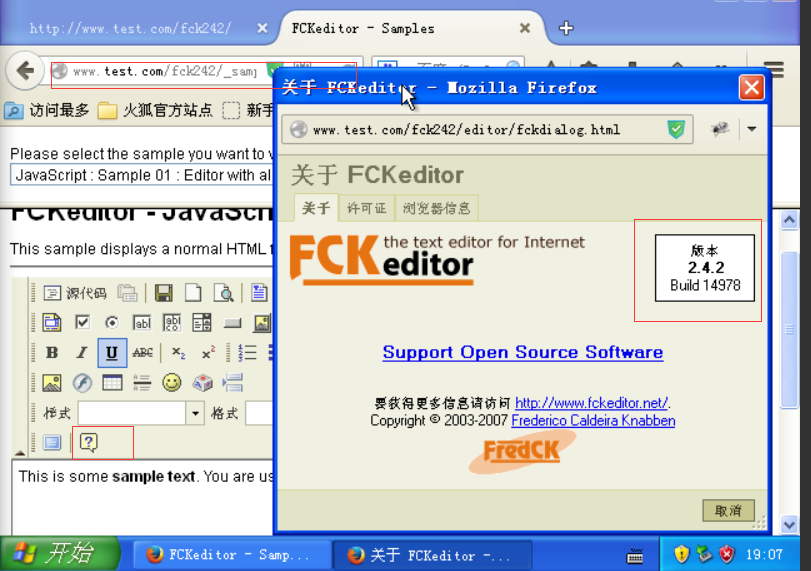 http://www.test.com/fck242/
FCKeditor - Samples
www.test.com/fck242/_samp
访问最多
火狐官方站点
新手
Please select the sample you want to v
JavaScript : Sample 01 : Editor with al
FCKeditor - JavaScri
This sample displays a normal HTML f
源代码
B I U ABC x₂ x²
样式
格式
This is some sample text. You are us
关于 FCKeditor - Mozilla Firefox
www.test.com/fck242/editor/fckdialog.html
关于 FCKeditor
关于
许可证
浏览器信息
FCKeditor
the text editor for Internet
版本
2.4.2
Build 14978
Support Open Source Software
要获得更多信息请访问 http://www.fckeditor.net/.
Copyright © 2003-2007 Frederico Caldeira Knabben
FredCK
取消
开始
FCKeditor - Samp...
关于 FCKeditor -...
19:07